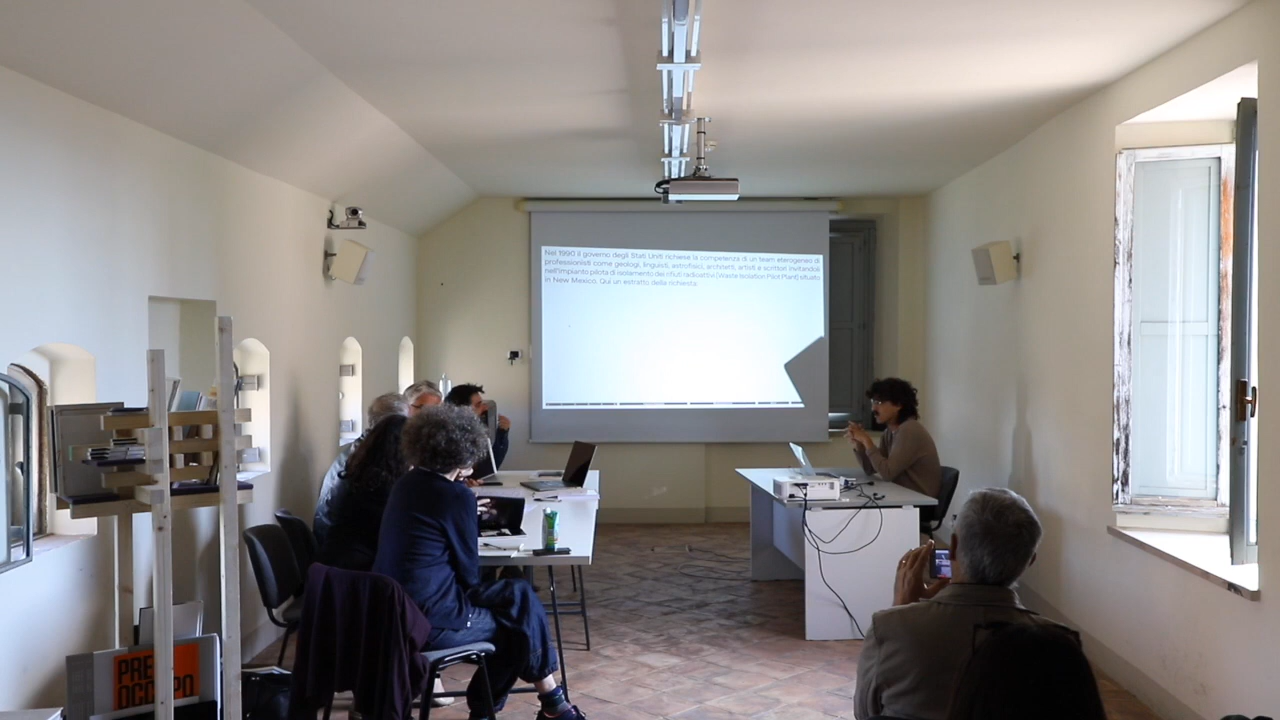 Nel 1990 il governo degli Stati Uniti richiese la competenza di un team eterogeneo di
professionisti come geologi, linguisti, astrofisici, architetti, artisti e scrittori invitandoli
nell'impianto pilota di isolamento dei rifiuti radioattivi (Waste Isolation Pilot Plant) situato
in New Mexico. Qui un estratto della richiesta:
PRE
OCCUPO